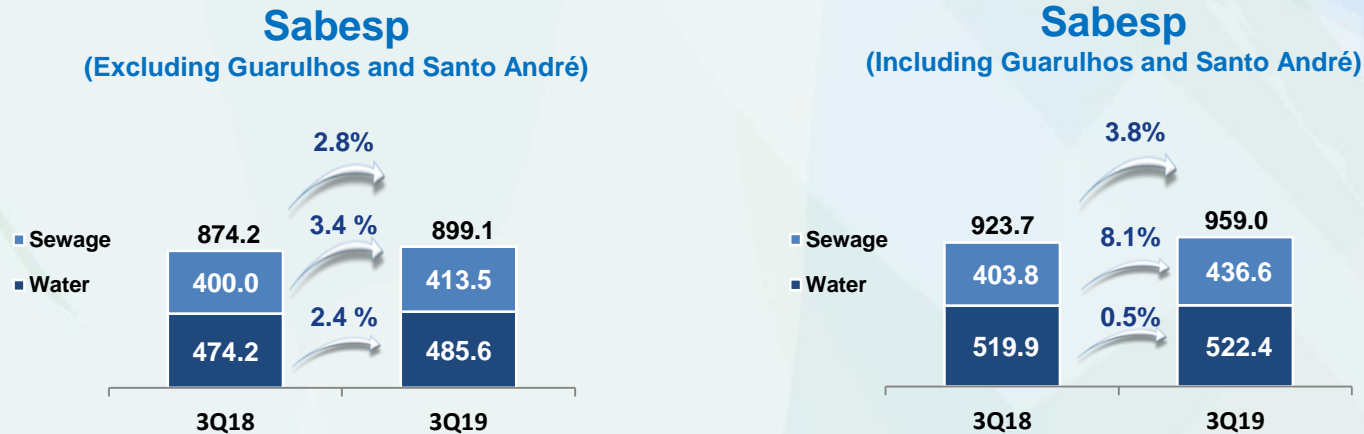 Sabesp
(Excluding Guarulhos and Santo André)
2.8%
Sewage
Water
874.2
3.4 %
899.1
400.0
413.5
2.4 %
474.2
485.6
3Q18
3Q19
Sabesp
(Including Guarulhos and Santo André)
3.8%
Sewage
Water
923.7
8.1%
959.0
403.8
436.6
0.5%
519.9
522.4
3Q18
3Q19